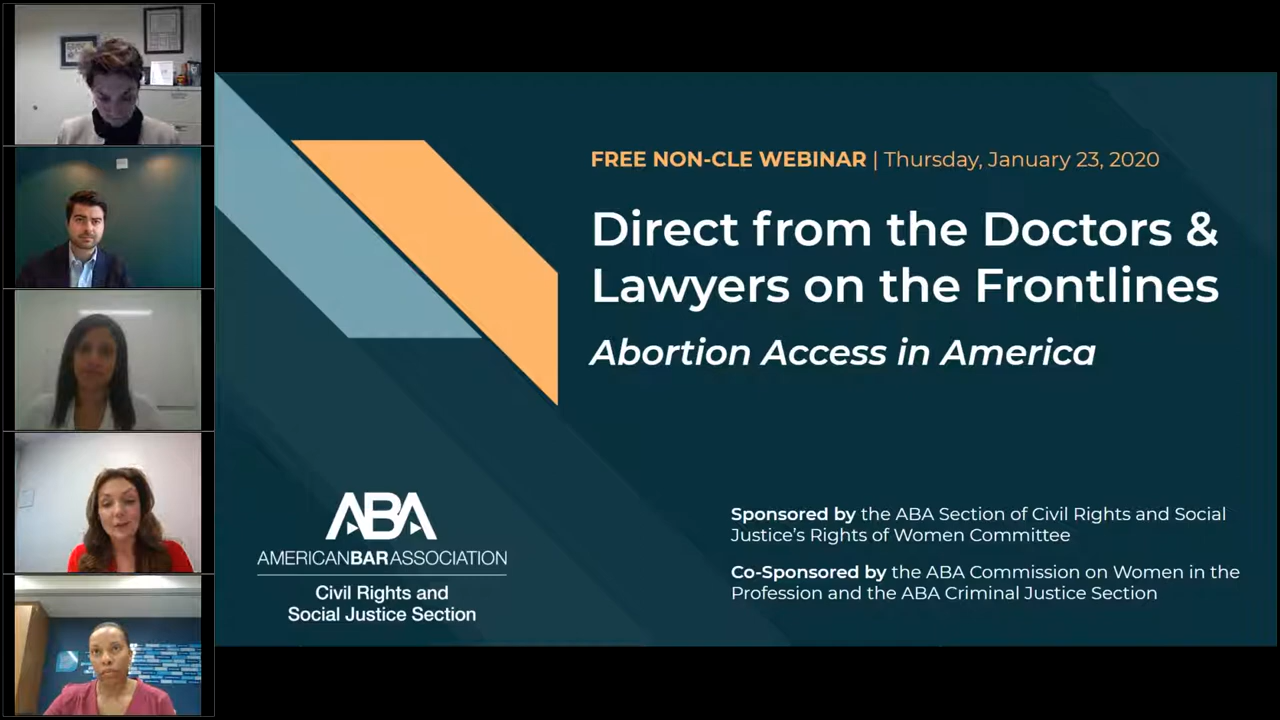 FREE NON-CLE WEBINAR | Thursday, January 23, 2020
Direct from the Doctors &
Lawyers on the Frontlines
Abortion Access in America
ABA
AMERICANBARASSOCIATION
Civil Rights and
Social Justice Section
Sponsored by the ABA Section of Civil Rights and Social
Justice's Rights of Women Committee
Co-Sponsored by the ABA Commission on Women in the
Profession and the ABA Criminal Justice Section